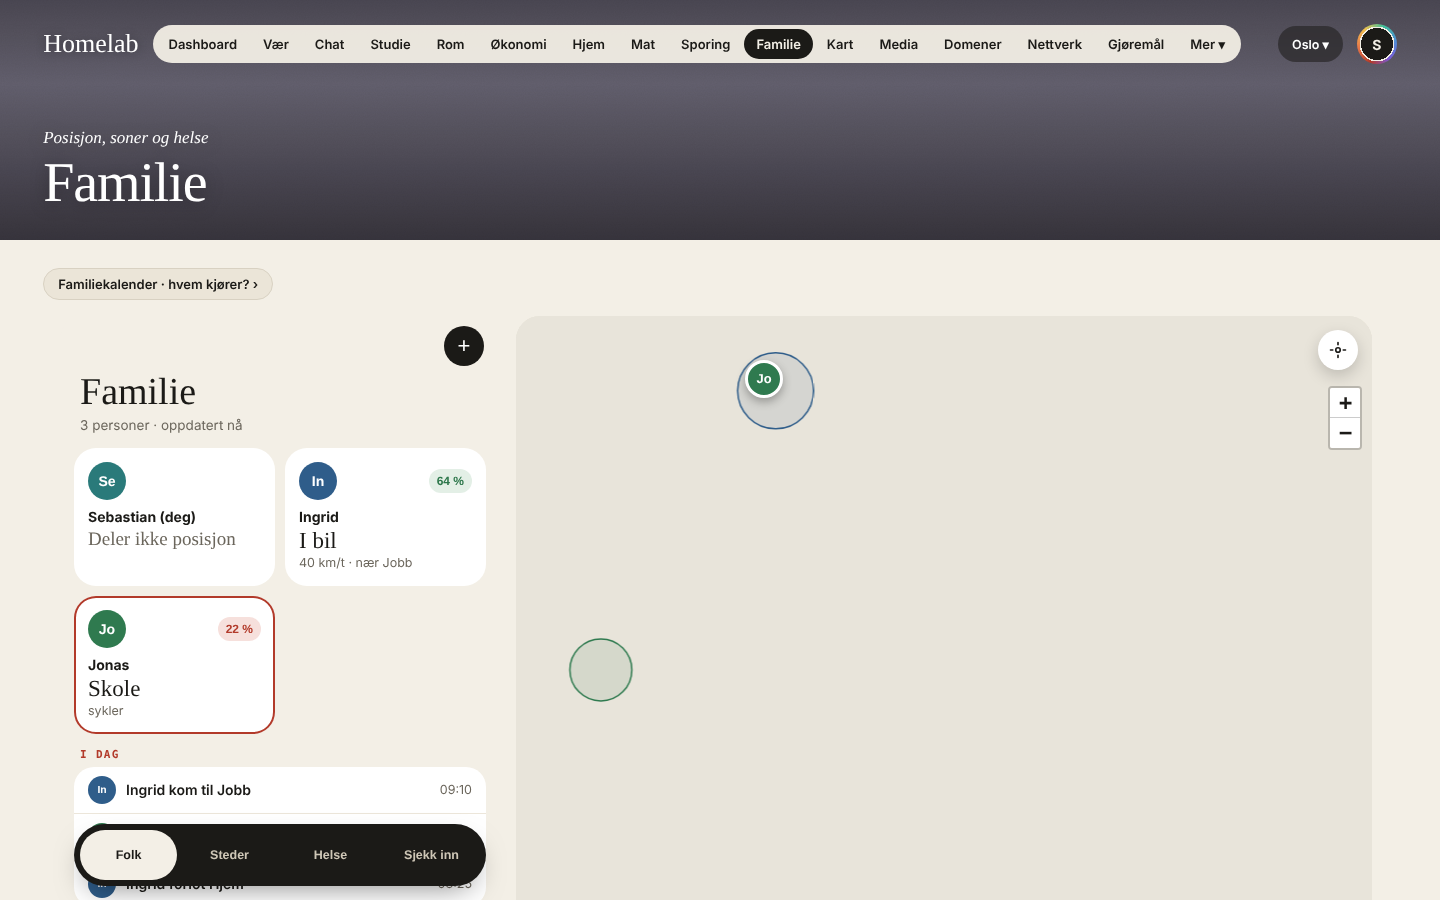 Homelab
Dashboard Vær Chat Studie Rom Økonomi Hjem Mat Sporing Familie Kart Media Domener Nettverk Gjøremål Mer ▾
Oslo ▾
S
Posisjon, soner og helse
Familie
Familiekalender · hvem kjører? ›
+
Familie
3 personer · oppdatert nå
Se
Sebastian (deg)
Deler ikke posisjon
In
64 %
Ingrid
I bil
40 km/t · nær Jobb
Jo
22 %
Jonas
Skole
sykler
I DAG
In Ingrid kom til Jobb 09:10
Folk Steder Helse Sjekk inn
Jo
+
−